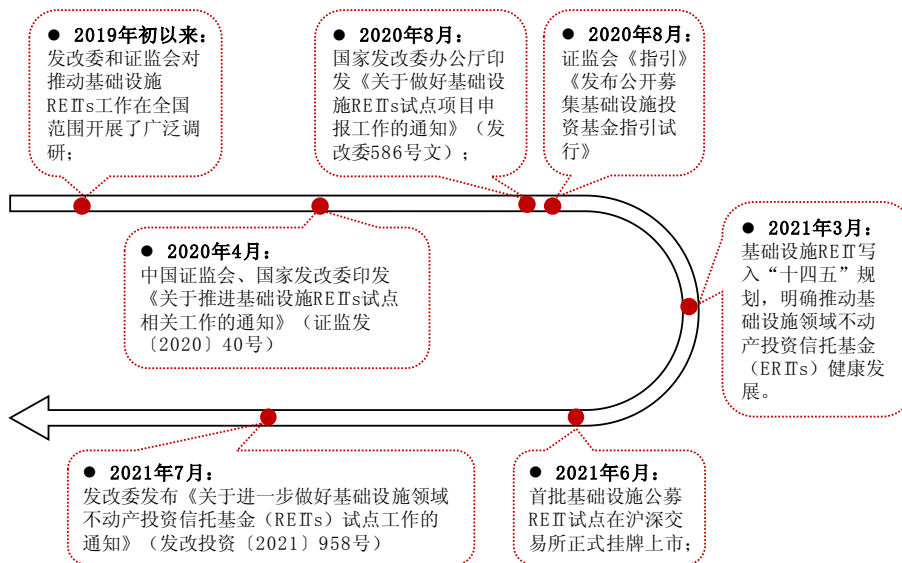 ● 2019年初以来：
发改委和证监会对
推动基础设施
REITs工作在全国
范围开展了广泛调
研；
● 2020年4月：
中国证监会、国家发改委印发
《关于推进基础设施REITs试点
相关工作的通知》（证监发
〔2020〕40号）
● 2020年8月：
国家发改委办公厅印
发《关于做好基础设
施REITs试点项目申
报工作的通知》（发
改委586号文）；
● 2020年8月：
证监会《指引》
《发布公开募
集基础设施投
资基金指引试
行》
● 2021年3月：
基础设施REIT写
入“十四五”规
划，明确推动基
础设施领域不动
产投资信托基金
（ERITs）健康发
展。
● 2021年6月：
首批基础设施公募
REIT试点在沪深交
易所正式挂牌上市；
● 2021年7月：
发改委发布《关于进一步做好基础设施领域
不动产投资信托基金（REITs）试点工作的
通知》（发改投资〔2021〕958号）